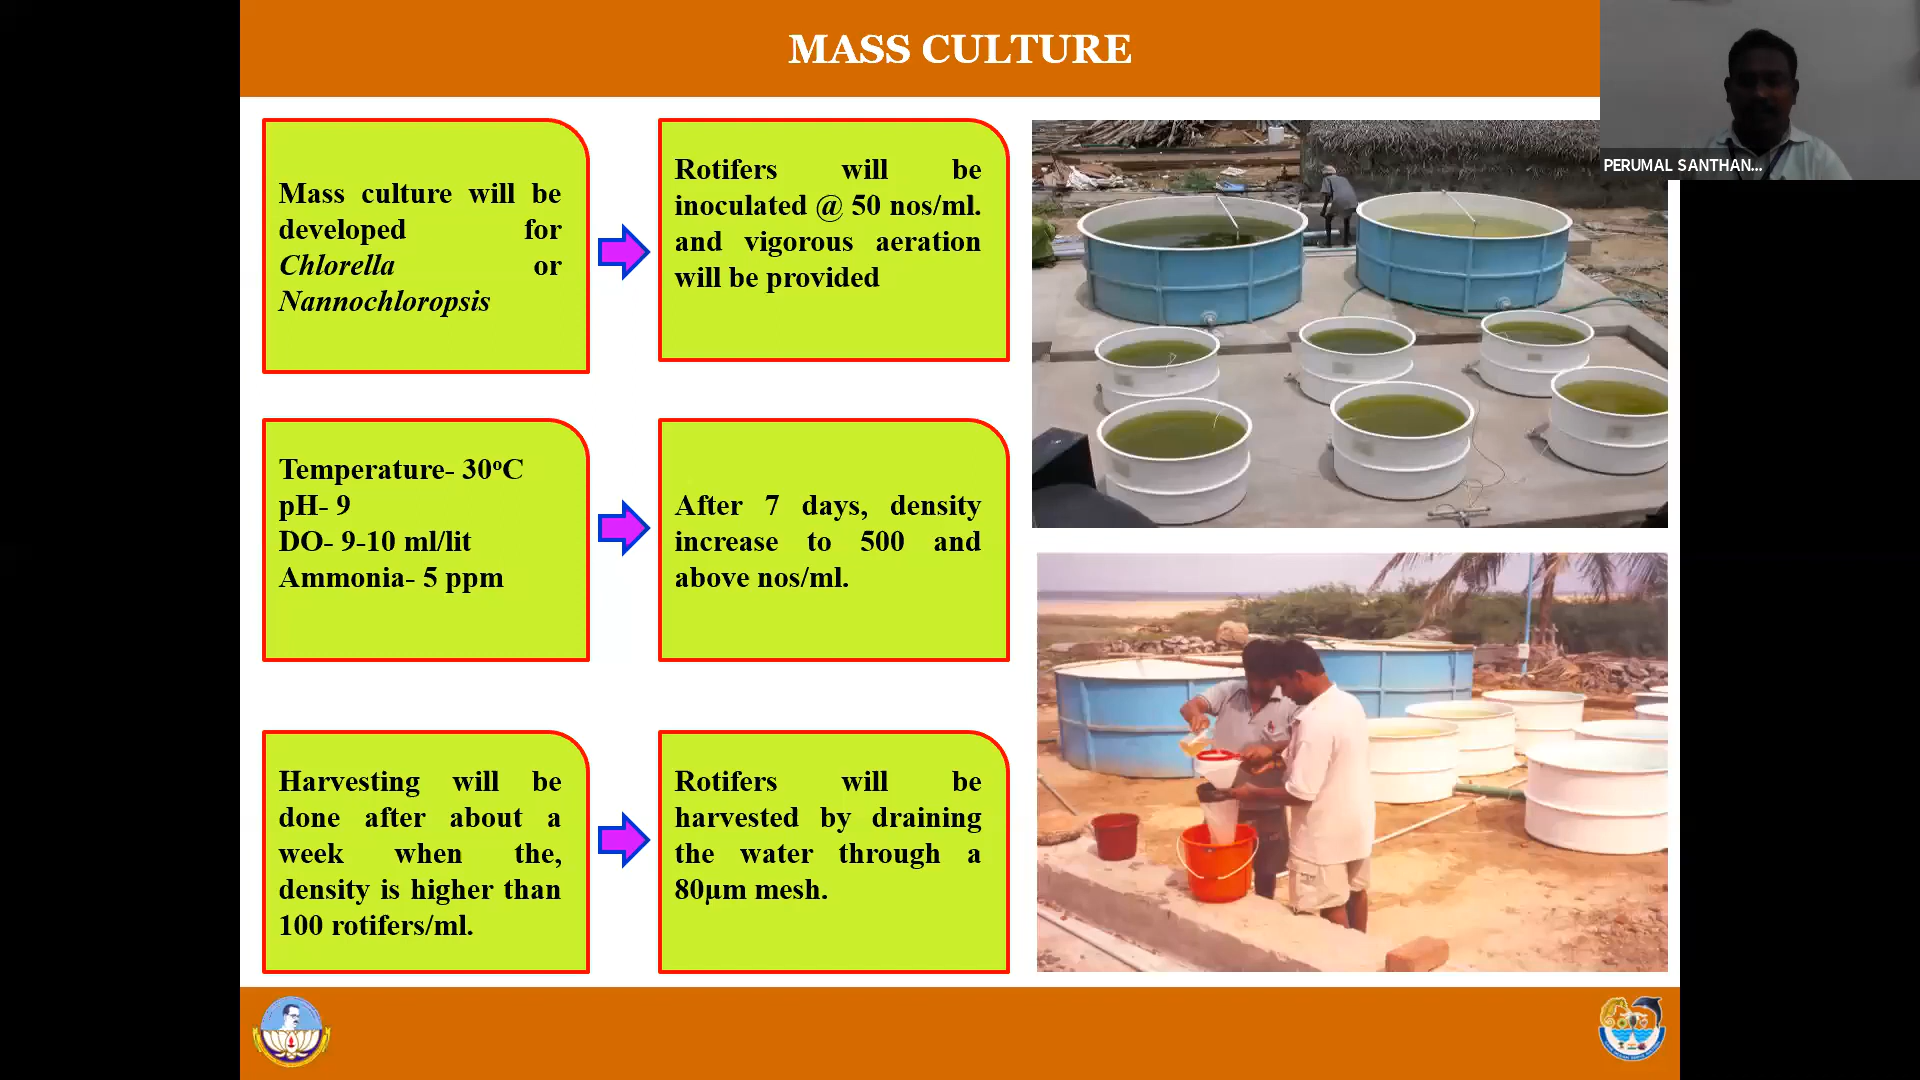 MASS CULTURE
PERUMAL SANTHAN...
Mass culture will be
developed for
Chlorella or
Nannochloropsis
Rotifers will be
inoculated @ 50 nos/ml.
and vigorous aeration
will be provided
Temperature- 30ºC
pH- 9
DO- 9-10 ml/lit
Ammonia- 5 ppm
After 7 days, density
increase to 500 and
above nos/ml.
Harvesting will be
done after about a
week when the,
density is higher than
100 rotifers/ml.
Rotifers will be
harvested by draining
the water through a
80µm mesh.